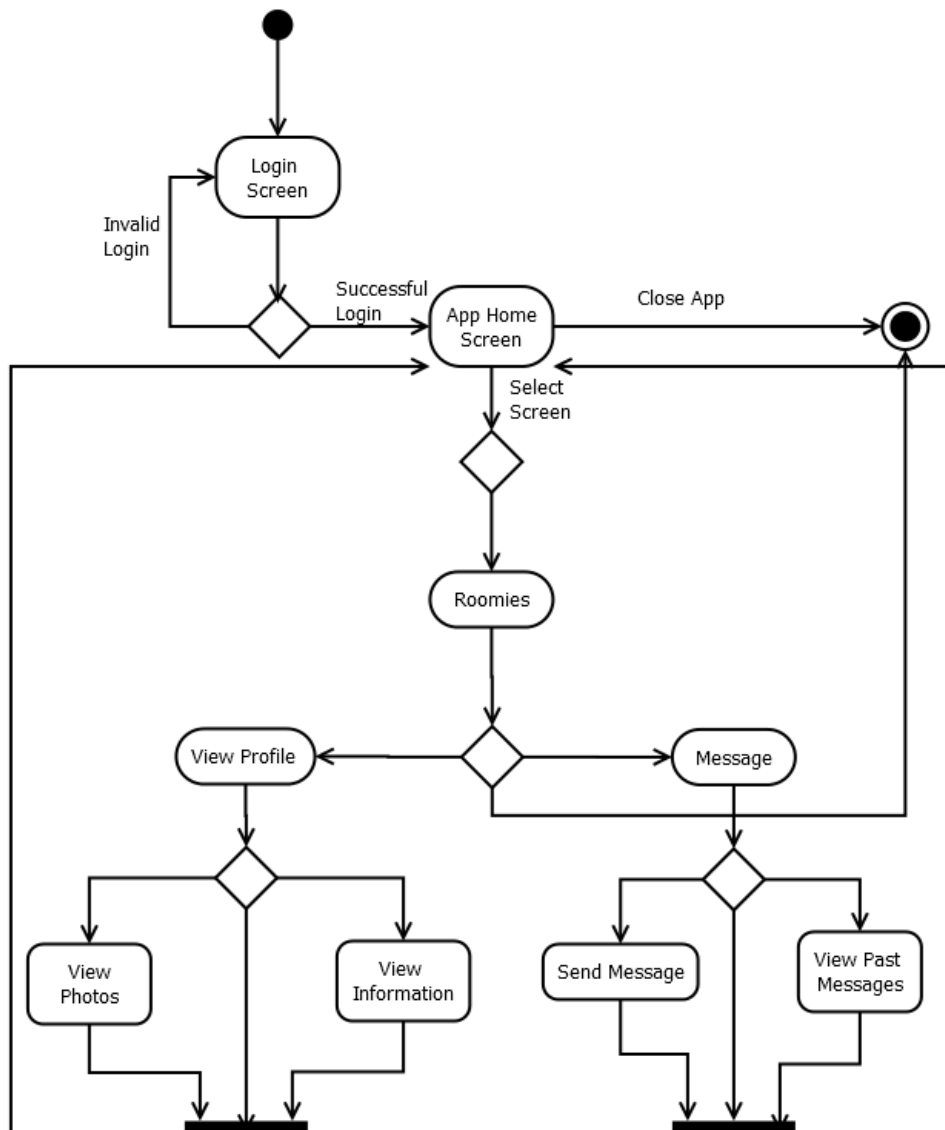 Login
Screen
Invalid
Login
Successful
Login
App Home
Screen
Close App
Select
Screen
Roomies
View Profile
Message
View
Photos
View
Information
Send Message
View Past
Messages